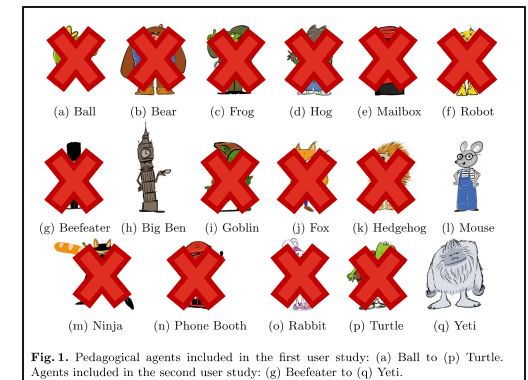 (a) Ball (b) Bear (c) Frog (d) Hog (e) Mailbox (f) Robot
(g) Beefeater (h) Big Ben (i) Goblin (j) Fox (k) Hedgehog (l) Mouse
(m) Ninja (n) Phone Booth (o) Rabbit (p) Turtle (q) Yeti
Fig. 1. Pedagogical agents included in the first user study: (a) Ball to (p) Turtle.
Agents included in the second user study: (g) Beefeater to (q) Yeti.